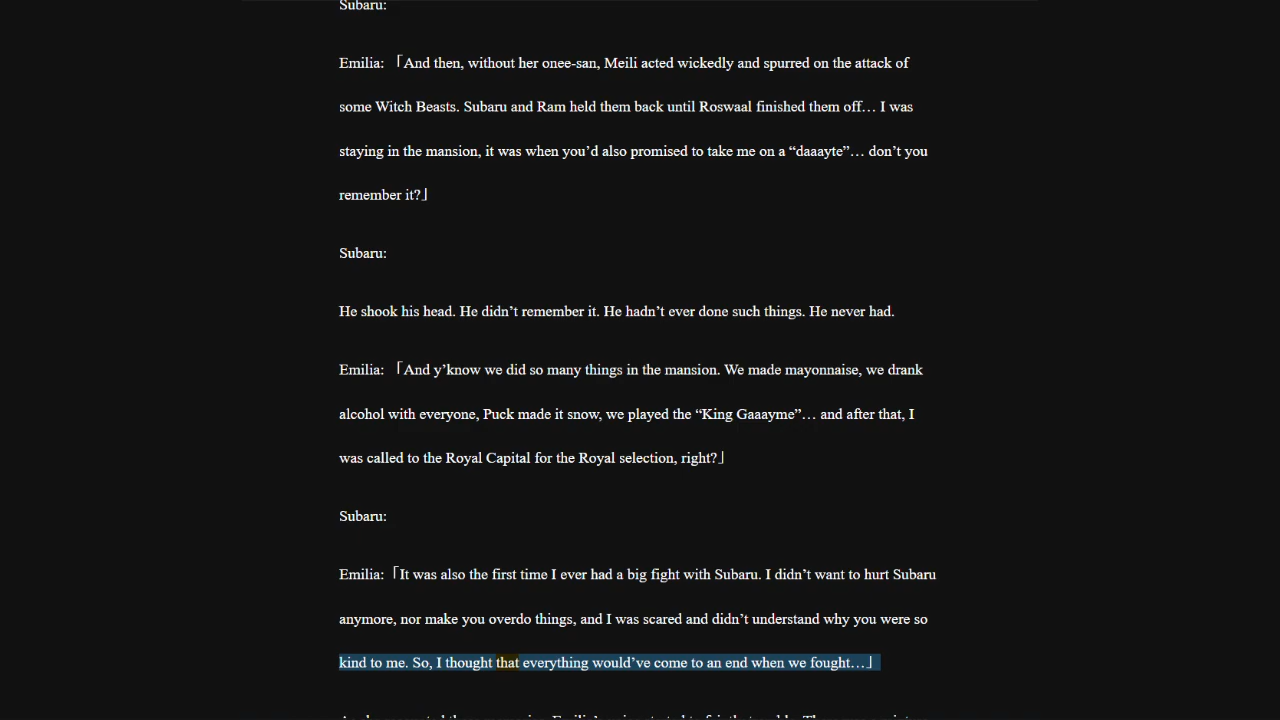 Subaru:
Emilia: 「And then, without her onee-san, Meili acted wickedly and spurred on the attack of
some Witch Beasts. Subaru and Ram held them back until Roswaal finished them off… I was
staying in the mansion, it was when you’d also promised to take me on a “daaayte”… don’t you
remember it?」
Subaru:
He shook his head. He didn’t remember it. He hadn’t ever done such things. He never had.
Emilia: 「And y’know we did so many things in the mansion. We made mayonnaise, we drank
alcohol with everyone, Puck made it snow, we played the “King Gaaayme”… and after that, I
was called to the Royal Capital for the Royal selection, right?」
Subaru:
Emilia:「It was also the first time I ever had a big fight with Subaru. I didn’t want to hurt Subaru
anymore, nor make you overdo things, and I was scared and didn’t understand why you were so
kind to me. So, I thought that everything would’ve come to an end when we fought…」